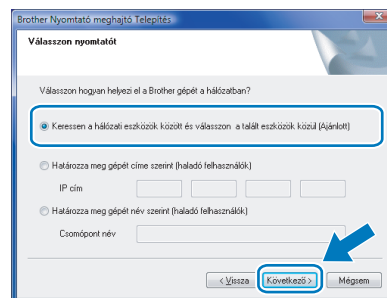 Brother Nyomtató meghajtó Telepítés
Válasszon nyomtatót
Válasszon hogyan helyezi el a Brother gépét a hálózatban?
Keressen a hálózati eszközök között és válasszon a talált eszközök közül (Ajánlott)
Határozza meg gépét címe szerint (haladó felhasználók)
IP cím
Határozza meg gépét név szerint (haladó felhasználók)
Csomópont név
< Vissza Következő > Mégsem